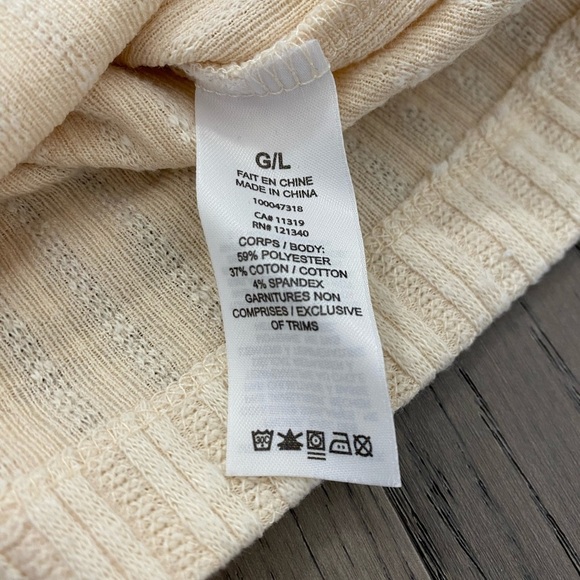 G/L
FAIT EN CHINE
MADE IN CHINA
100047318
CA# 11319
RN# 121340
CORPS / BODY:
59% POLYESTER
37% COTON / COTTON
4% SPANDEX
GARNITURES NON
COMPRISES / EXCLUSIVE
OF TRIMS
30C